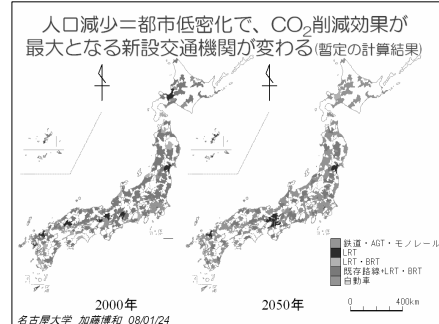 人口減少＝都市低密化で、CO₂削減効果が
最大となる新設交通機関が変わる(暫定の計算結果)
鉄道・AGT・モノレール
LRT
LRT・BRT
既存路線+LRT・BRT
自動車
2000年
2050年
0 400km
名古屋大学 加藤博和 08/01/24